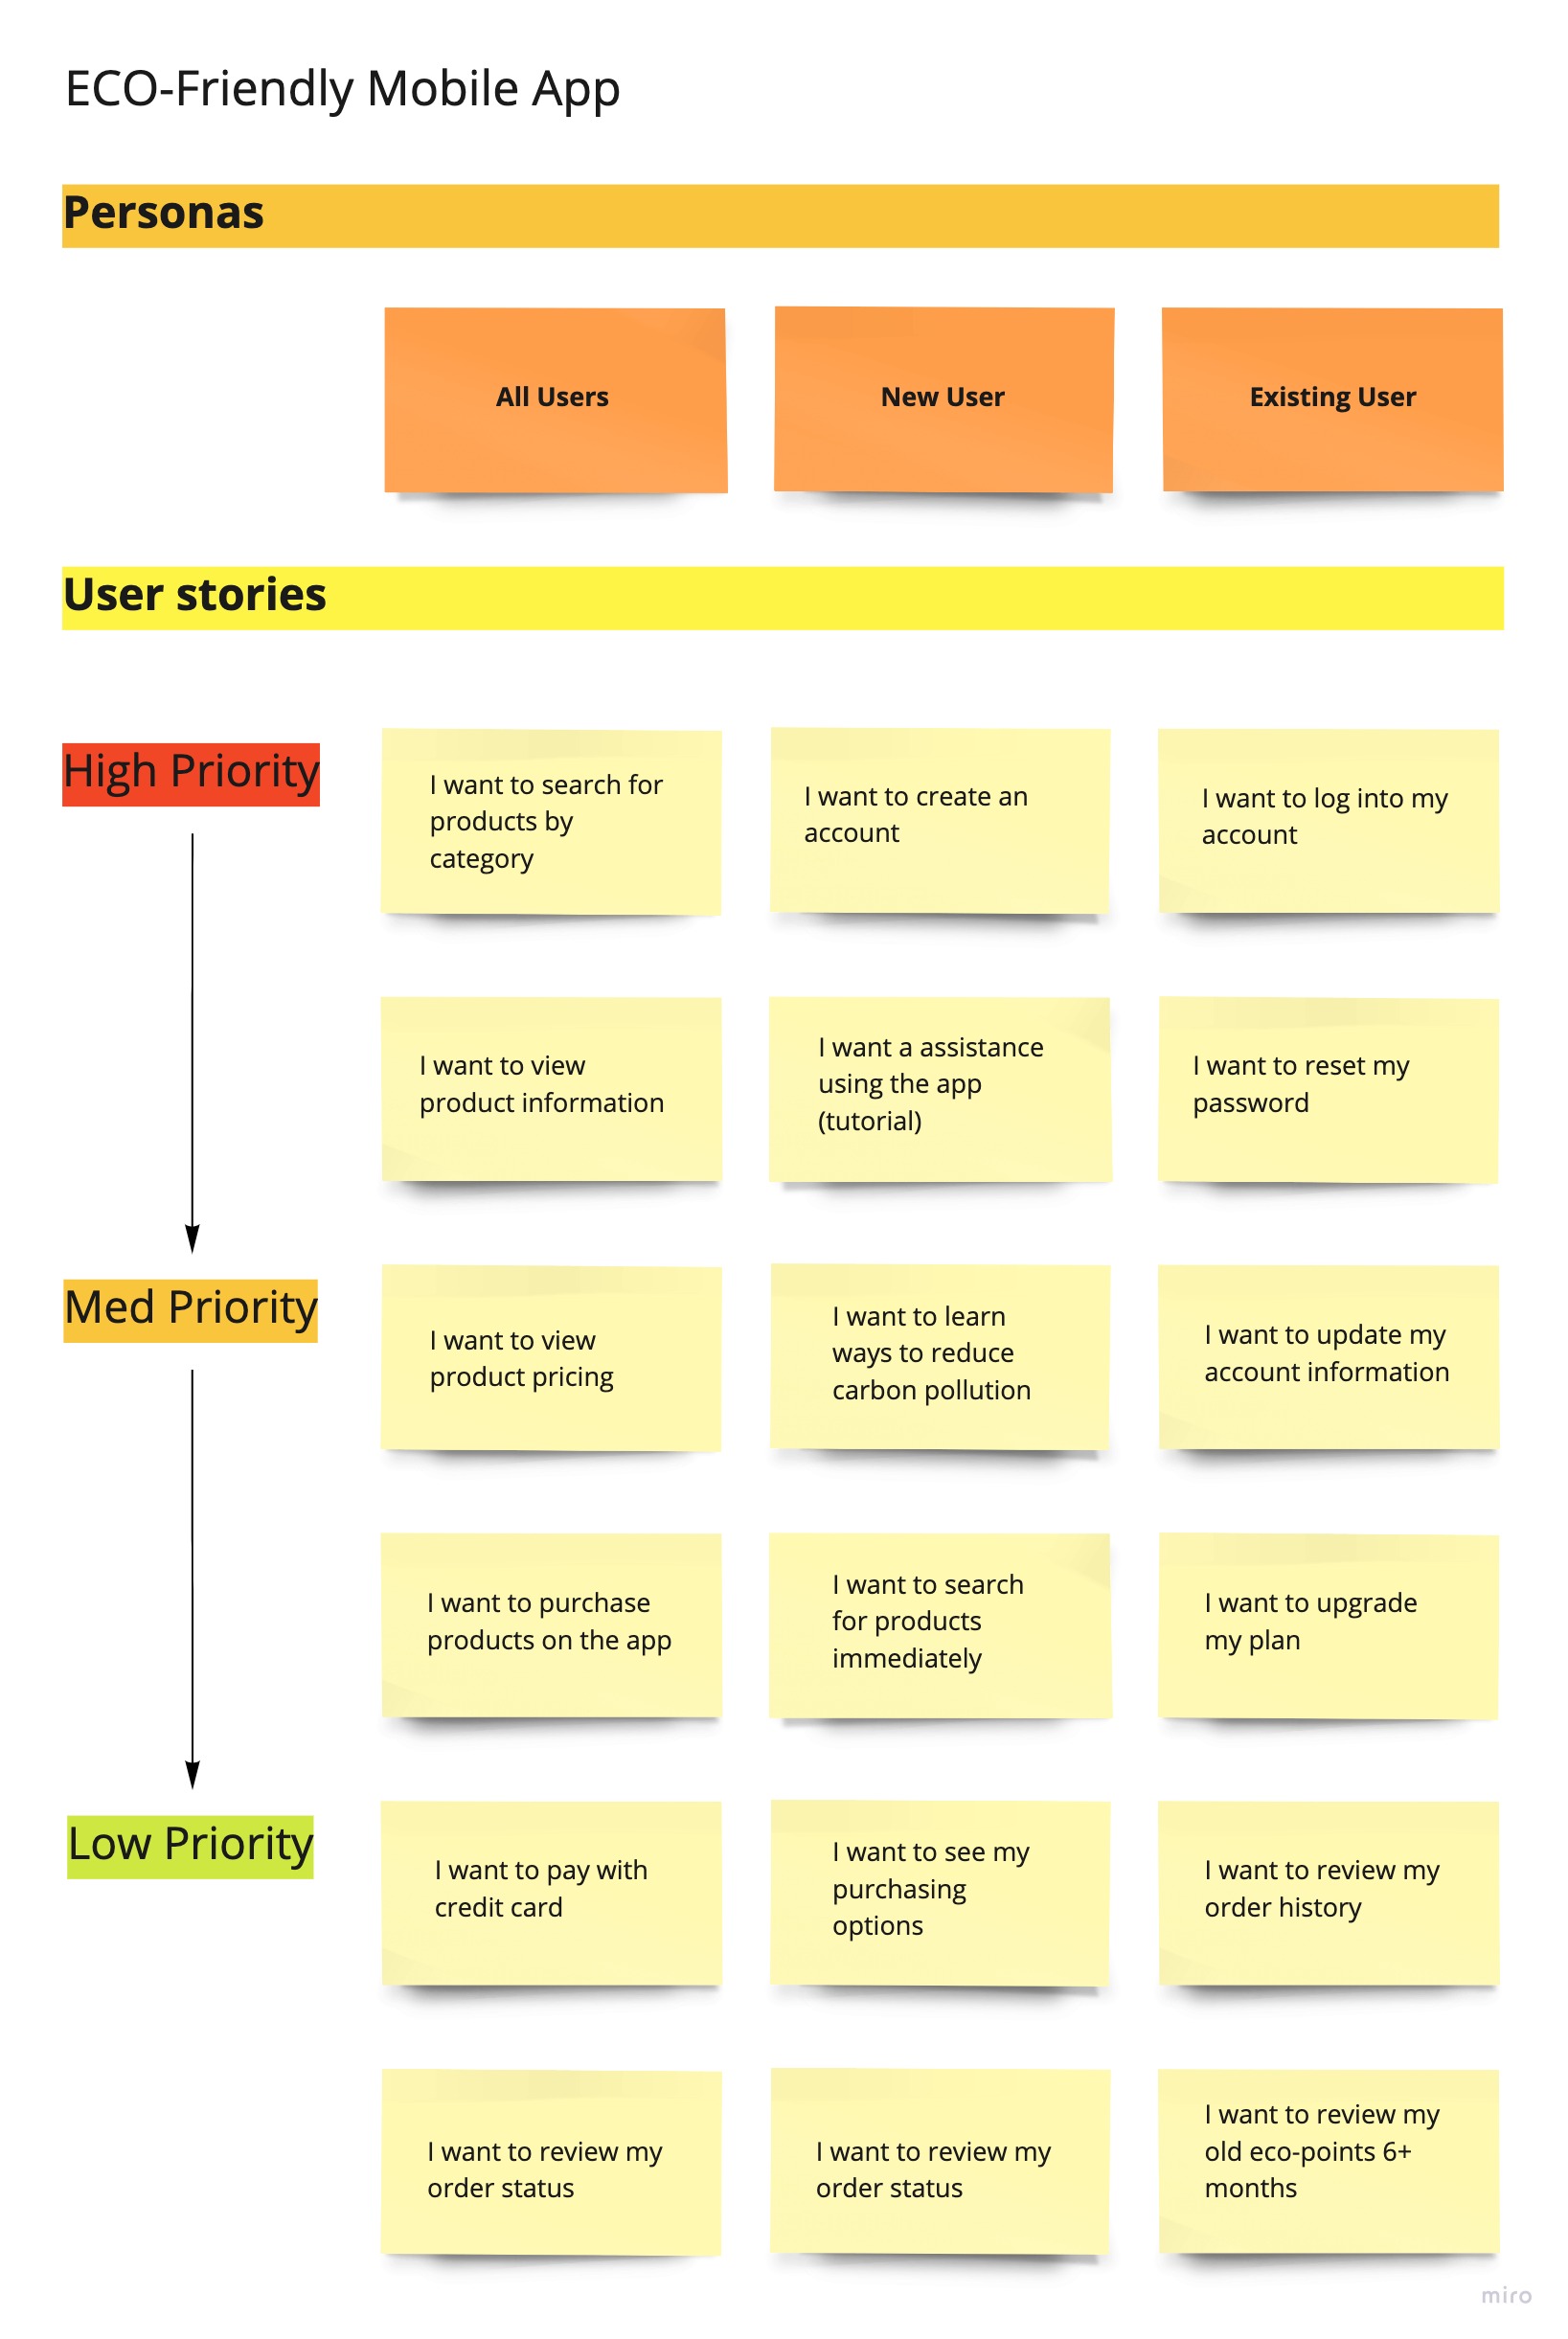 ECO-Friendly Mobile App
Personas
All Users
New User
Existing User
User stories
High Priority
I want to search for
products by
category
I want to create an
account
I want to log into my
account
I want to view
product information
I want a assistance
using the app
(tutorial)
I want to reset my
password
Med Priority
I want to view
product pricing
I want to learn
ways to reduce
carbon pollution
I want to update my
account information
I want to purchase
products on the app
I want to search
for products
immediately
I want to upgrade
my plan
Low Priority
I want to pay with
credit card
I want to see my
purchasing
options
I want to review my
order history
I want to review my
order status
I want to review my
order status
I want to review my
old eco-points 6+
months
miro